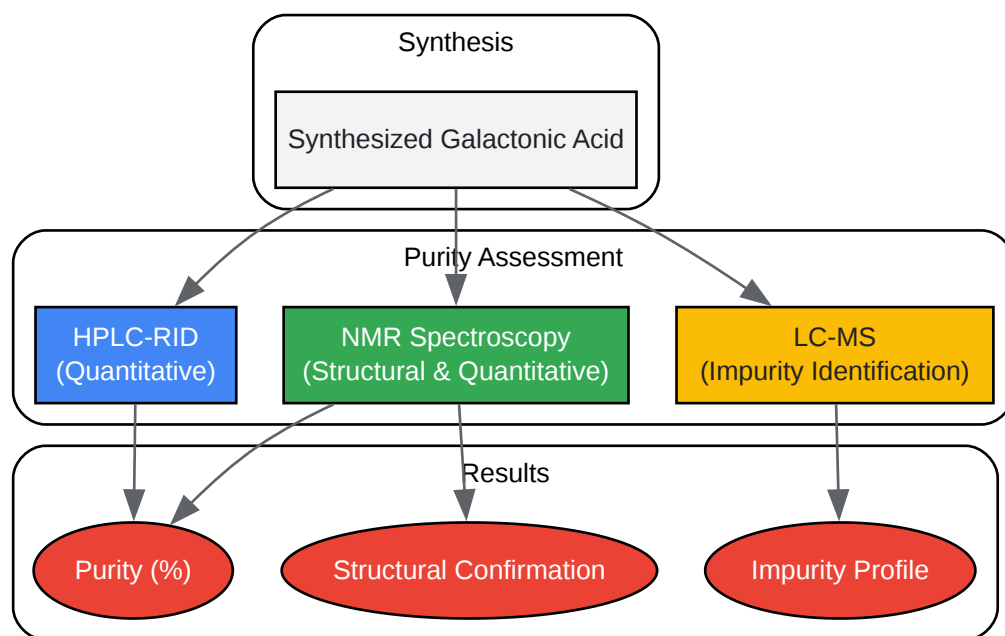 Synthesis
Synthesized Galactonic Acid
Purity Assessment
HPLC-RID
(Quantitative)
NMR Spectroscopy
(Structural & Quantitative)
LC-MS
(Impurity Identification)
Results
Purity (%)
Structural Confirmation
Impurity Profile